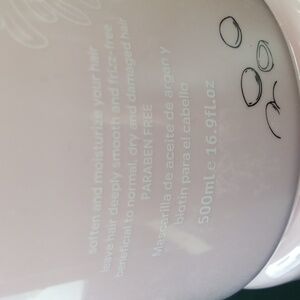 soften and moisturize your hair
leave hair deeply smooth and frizz-free
beneficial to normal, dry and damaged hair
PARABEN FREE
Mascarilla de aceite de argan y
biotin para el cabello
500ml e 16.9fl.oz